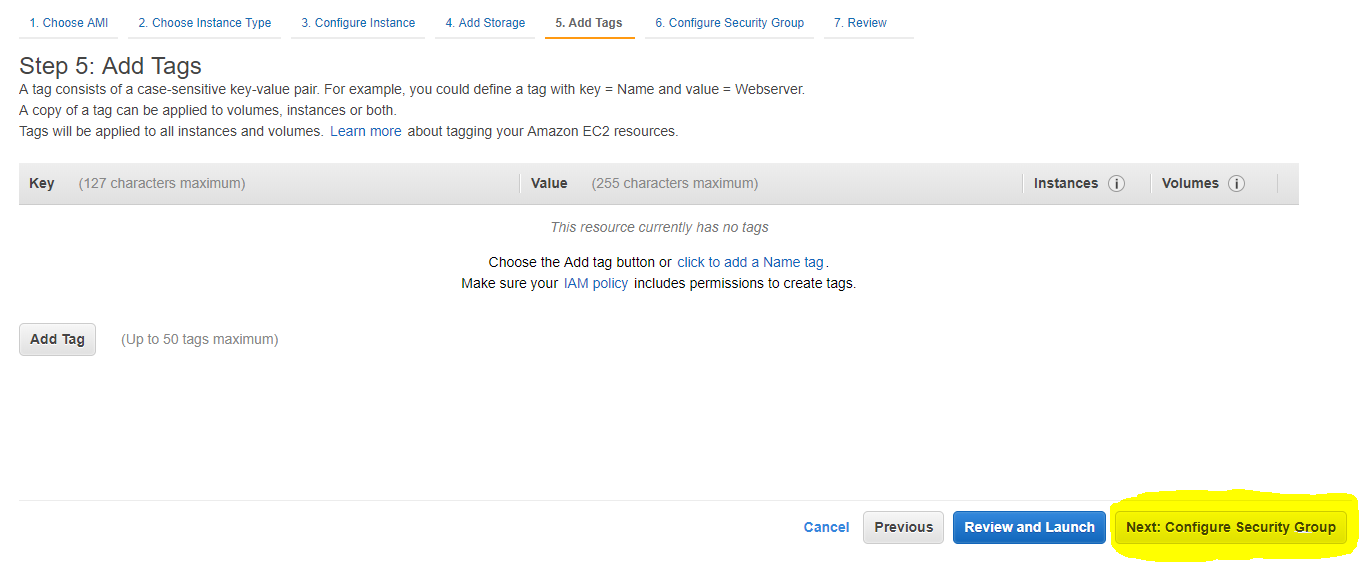 1. Choose AMI 2. Choose Instance Type 3. Configure Instance 4. Add Storage 5. Add Tags 6. Configure Security Group 7. Review
Step 5: Add Tags
A tag consists of a case-sensitive key-value pair. For example, you could define a tag with key = Name and value = Webserver.
A copy of a tag can be applied to volumes, instances or both.
Tags will be applied to all instances and volumes. Learn more about tagging your Amazon EC2 resources.
Key (127 characters maximum) Value (255 characters maximum) Instances i Volumes i
This resource currently has no tags
Choose the Add tag button or click to add a Name tag.
Make sure your IAM policy includes permissions to create tags.
Add Tag (Up to 50 tags maximum)
Cancel Previous Review and Launch Next: Configure Security Group